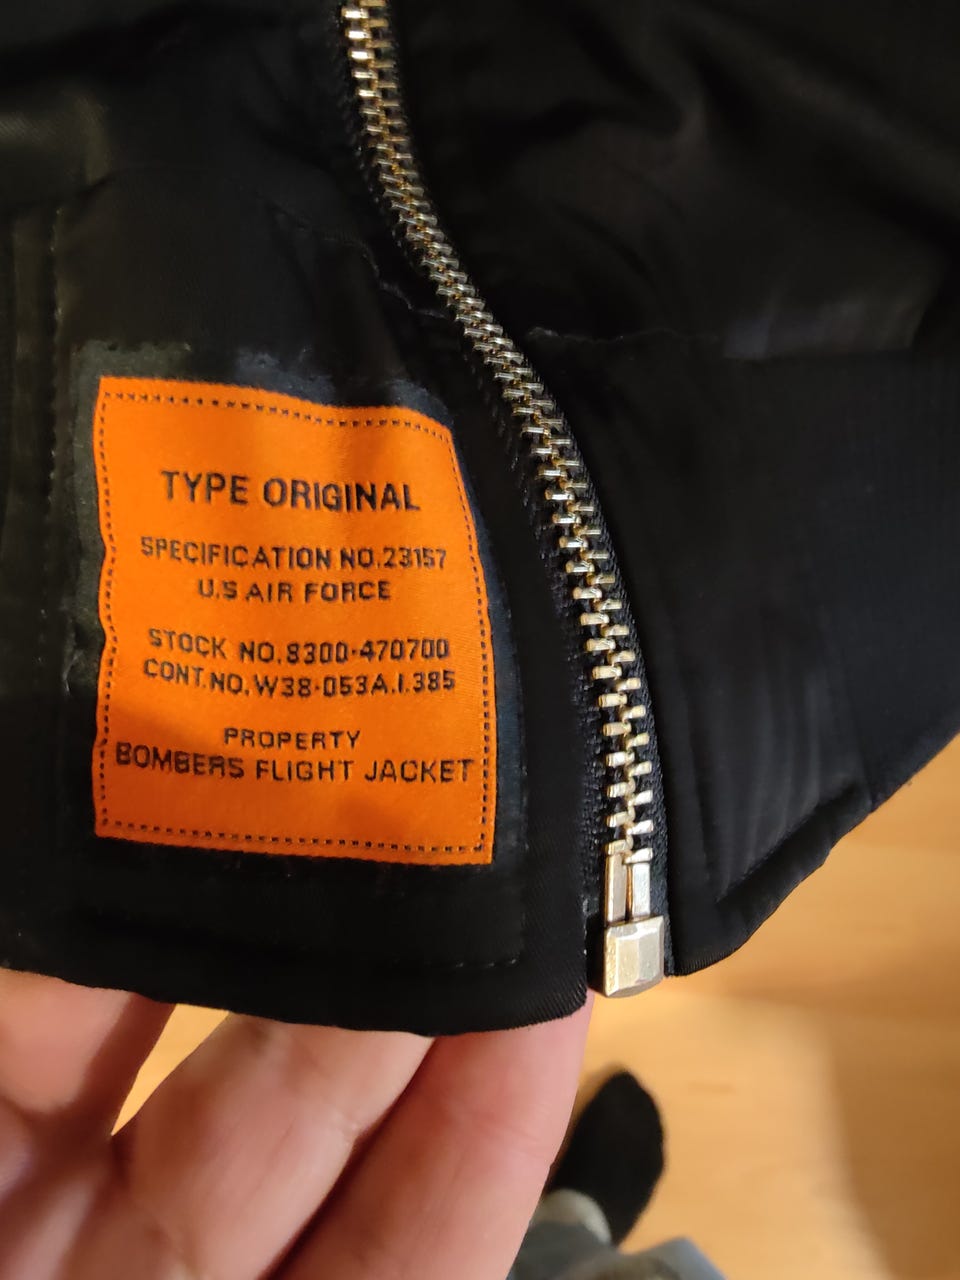 TYPE ORIGINAL
SPECIFICATION NO.23157
U.S AIR FORCE
STOCK NO.8300-470700
CONT.NO.W38-053A.I.385
PROPERTY
BOMBERS FLIGHT JACKET